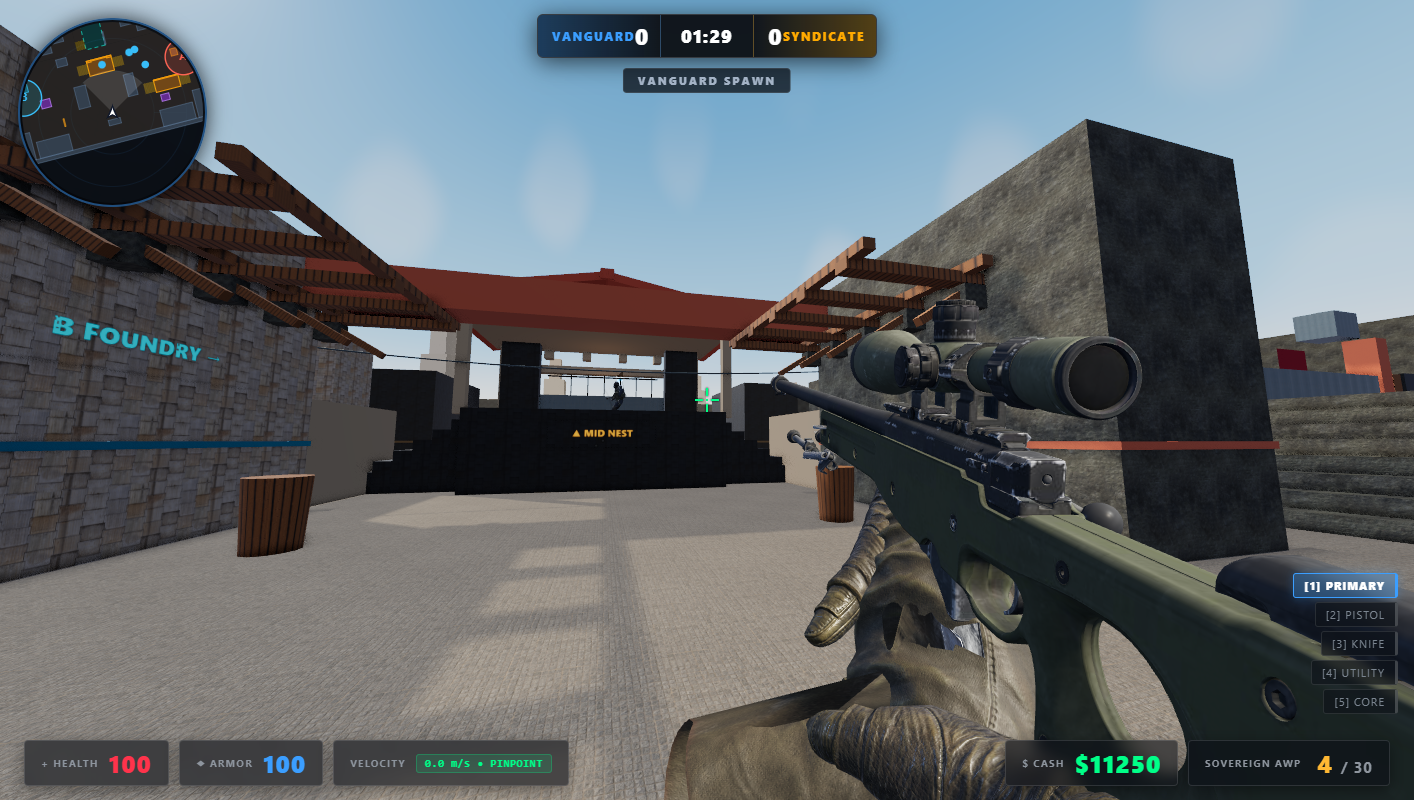 VANGUARD 0 01:29 0 SYNDICATE
VANGUARD SPAWN
B FOUNDRY →
▲ MID NEST
[1] PRIMARY
[2] PISTOL
[3] KNIFE
[4] UTILITY
[5] CORE
+ HEALTH 100
ARMOR 100
VELOCITY 0.0 m/s • PINPOINT
$ CASH $11250
SOVEREIGN AWP 4 / 30